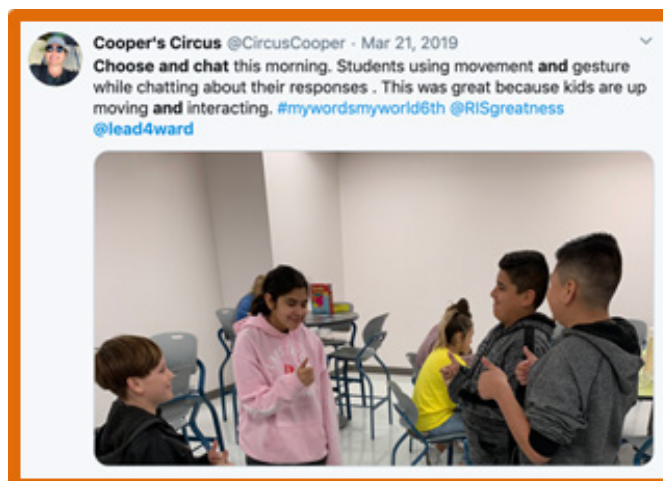 Cooper's Circus @CircusCooper · Mar 21, 2019
Choose and chat this morning. Students using movement and gesture
while chatting about their responses . This was great because kids are up
moving and interacting. #mywordsmyworld6th @RISgreatness
@lead4ward